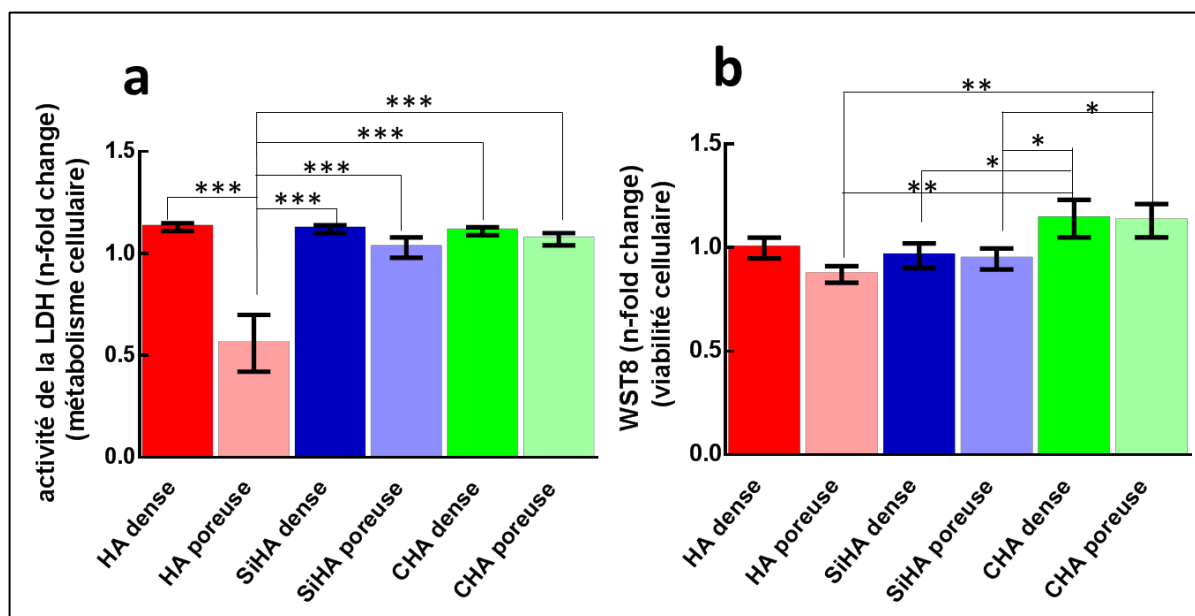 a
activité de la LDH (n-fold change)
(métabolisme cellulaire)
1.5
1.0
0.5
0.0
***
***
***
***
***
HA dense
HA poreuse
SiHA dense
SiHA poreuse
CHA dense
CHA poreuse
b
WST8 (n-fold change)
(viabilité cellulaire)
1.5
1.0
0.5
0.0
**
*
*
*
**
HA dense
HA poreuse
SiHA dense
SiHA poreuse
CHA dense
CHA poreuse